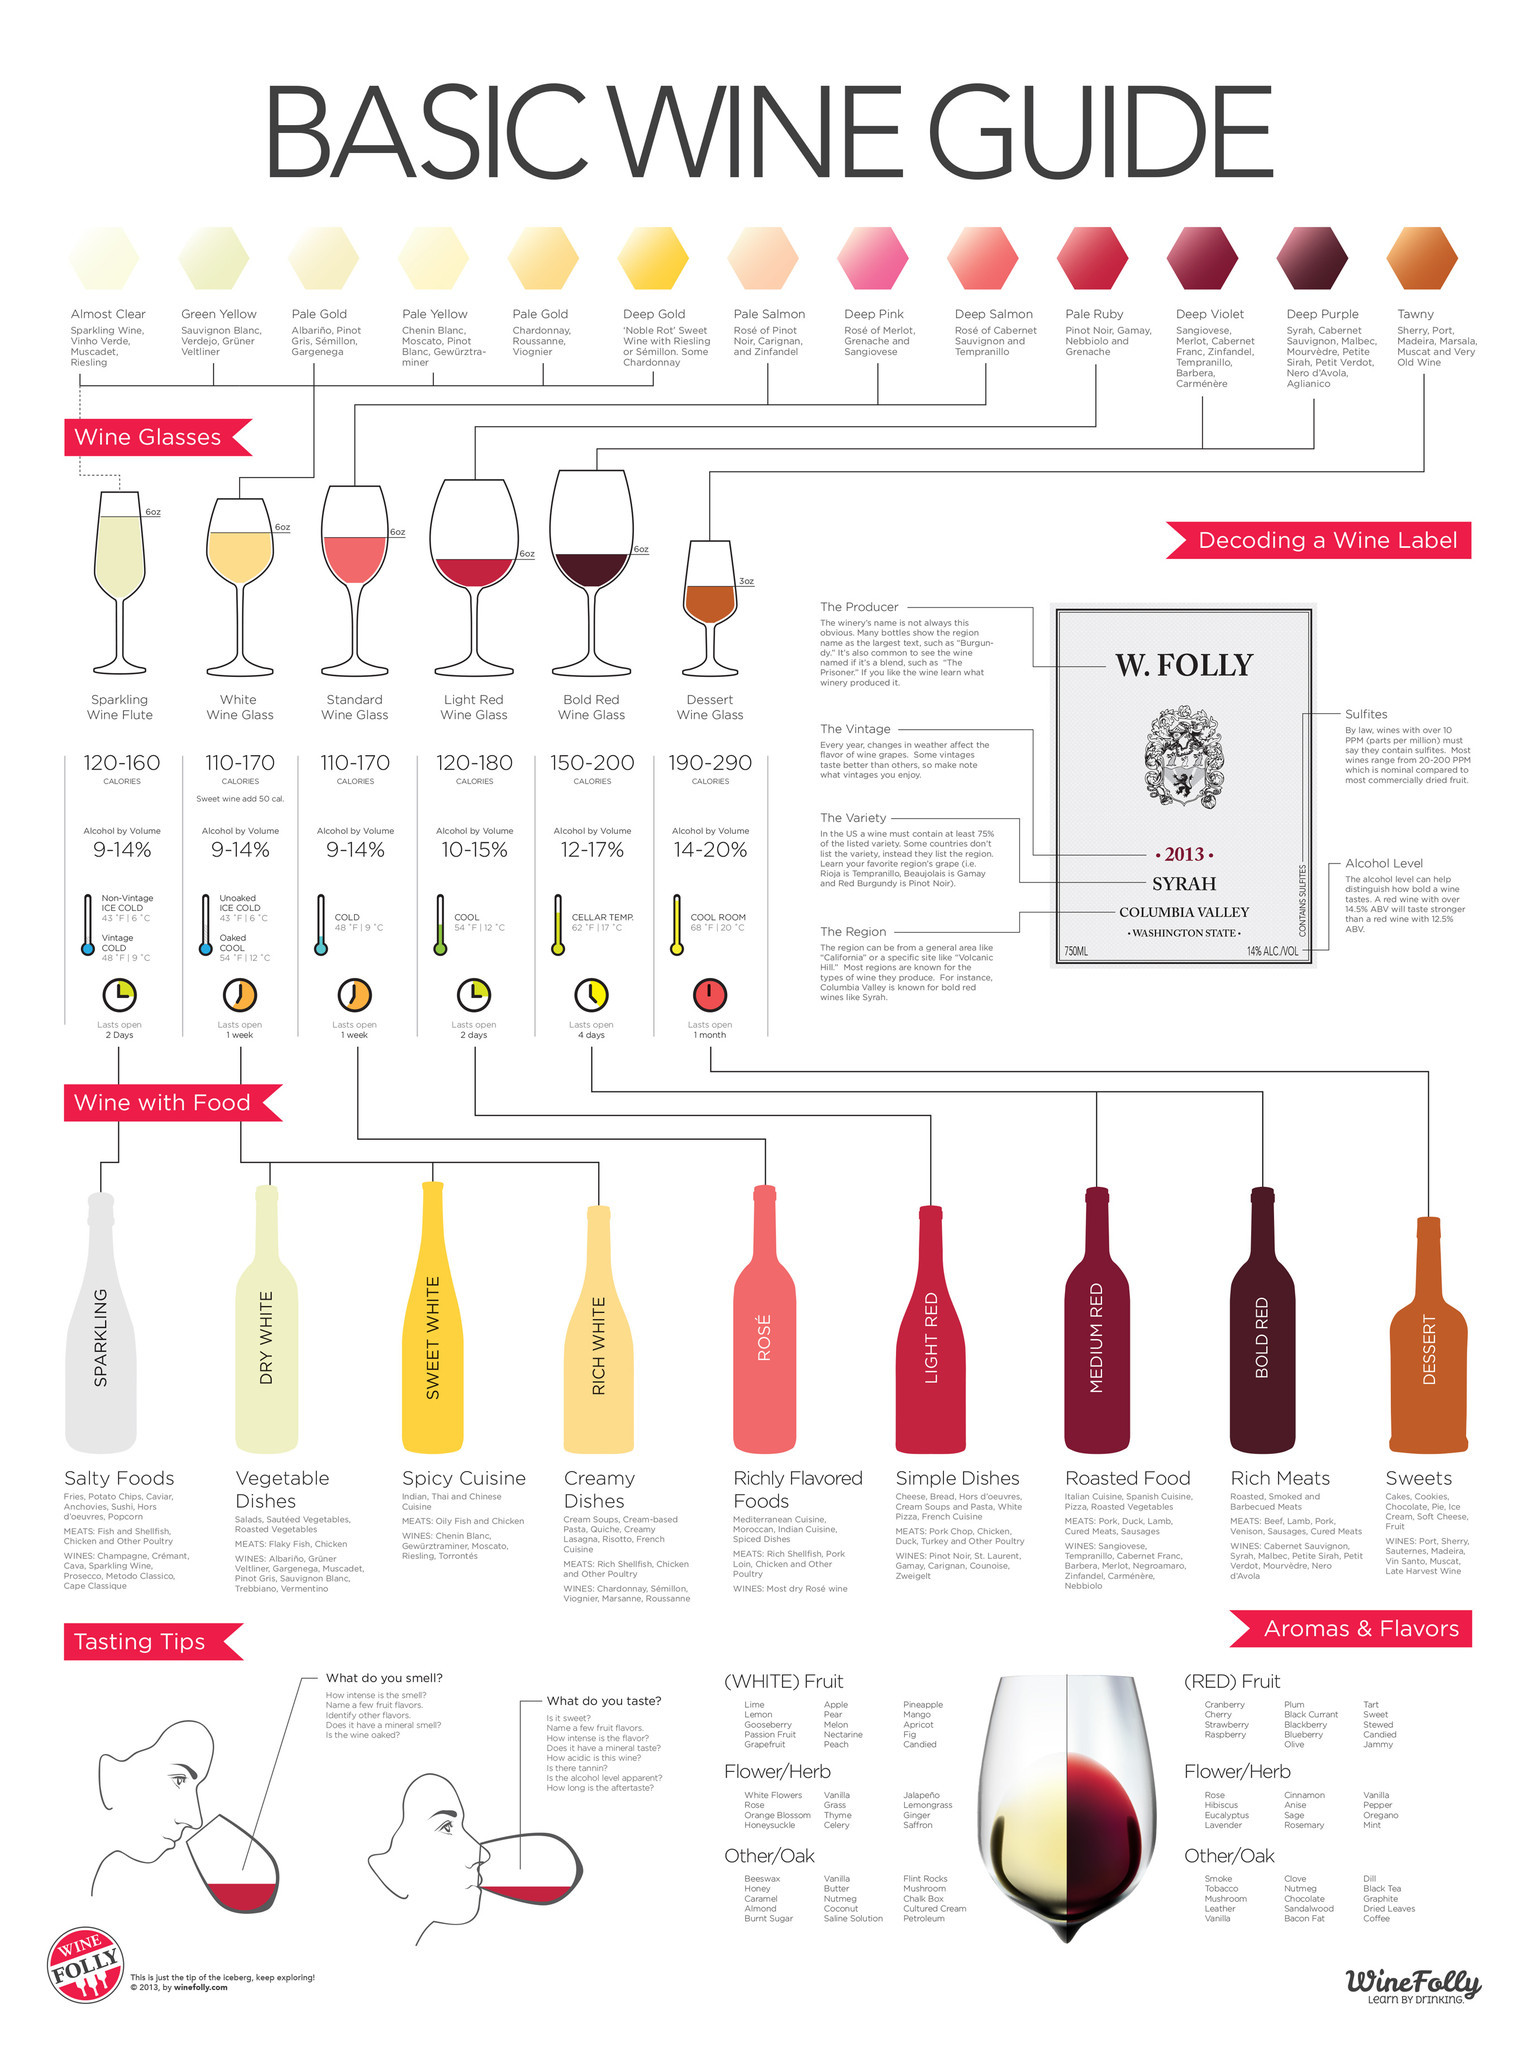 BASIC WINE GUIDE
Almost Clear
Sparkling Wine,
Vinho Verde,
Muscadet,
Riesling
Green Yellow
Sauvignon Blanc,
Verdejo, Grüner
Veltliner
Pale Gold
Albariño, Pinot
Gris, Sémillon,
Gargenega
Pale Yellow
Chenin Blanc,
Moscato, Pinot
Blanc, Gewürztra-
miner
Pale Gold
Chardonnay,
Roussanne,
Viognier
Deep Gold
‘Noble Rot’ Sweet
Wine with Riesling
or Sémillon. Some
Chardonnay
Pale Salmon
Rosé of Pinot
Noir, Carignan,
and Zinfandel
Deep Pink
Rosé of Merlot,
Grenache and
Sangiovese
Deep Salmon
Rosé of Cabernet
Sauvignon and
Tempranillo
Pale Ruby
Pinot Noir, Gamay,
Nebbiolo and
Grenache
Deep Violet
Sangiovese,
Merlot, Cabernet
Franc, Zinfandel,
Tempranillo,
Barbera,
Carménère
Deep Purple
Syrah, Cabernet
Sauvignon, Malbec,
Mourvèdre, Petite
Sirah, Petit Verdot,
Nero d’Avola,
Aglianico
Tawny
Sherry, Port,
Madeira, Marsala,
Muscat and Very
Old Wine
Wine Glasses
6oz
6oz
6oz
6oz
6oz
3oz
Sparkling
Wine Flute
White
Wine Glass
Standard
Wine Glass
Light Red
Wine Glass
Bold Red
Wine Glass
Dessert
Wine Glass
120-160
CALORIES
110-170
CALORIES
Sweet wine add 50 cal.
110-170
CALORIES
120-180
CALORIES
150-200
CALORIES
190-290
CALORIES
Alcohol by Volume
9-14%
Alcohol by Volume
9-14%
Alcohol by Volume
9-14%
Alcohol by Volume
10-15%
Alcohol by Volume
12-17%
Alcohol by Volume
14-20%
Non-Vintage
ICE COLD
43 ˚F | 6 ˚C
Vintage
COLD
48 ˚F | 9 ˚C
Unoaked
ICE COLD
43 ˚F | 6 ˚C
Oaked
COOL
54 ˚F | 12 ˚C
COLD
48 ˚F | 9 ˚C
COOL
54 ˚F | 12 ˚C
CELLAR TEMP.
62 ˚F | 17 ˚C
COOL ROOM
68 ˚F | 20 ˚C
Lasts open
2 Days
Lasts open
1 week
Lasts open
1 week
Lasts open
2 days
Lasts open
4 days
Lasts open
1 month
Decoding a Wine Label
The Producer
The winery’s name is not always this
obvious. Many bottles show the region
name as the largest text, such as “Burgun-
dy.” It’s also common to see the wine
named if it’s a blend, such as “The
Prisoner.” If you like the wine learn what
winery produced it.
The Vintage
Every year, changes in weather affect the
flavor of wine grapes. Some vintages
taste better than others, so make note
what vintages you enjoy.
The Variety
In the US a wine must contain at least 75%
of the listed variety. Some countries don’t
list the variety, instead they list the region.
Learn your favorite region’s grape (i.e.
Rioja is Tempranillo, Beaujolais is Gamay
and Red Burgundy is Pinot Noir).
The Region
The region can be from a general area like
“California” or a specific site like “Volcanic
Hill.” Most regions are known for the
types of wine they produce. For instance,
Columbia Valley is known for bold red
wines like Syrah.
W. FOLLY
• 2013 •
SYRAH
COLUMBIA VALLEY
• WASHINGTON STATE •
750ML
14% ALC./VOL
CONTAINS SULFITES
Sulfites
By law, wines with over 10
PPM (parts per million) must
say they contain sulfites. Most
wines range from 20-200 PPM
which is nominal compared to
most commercially dried fruit.
Alcohol Level
The alcohol level can help
distinguish how bold a wine
tastes. A red wine with over
14.5% ABV will taste stronger
than a red wine with 12.5%
ABV.
Wine with Food
SPARKLING
DRY WHITE
SWEET WHITE
RICH WHITE
ROSÉ
LIGHT RED
MEDIUM RED
BOLD RED
DESSERT
Salty Foods
Fries, Potato Chips, Caviar,
Anchovies, Sushi, Hors
d’oeuvres, Popcorn
MEATS: Fish and Shellfish,
Chicken and Other Poultry
WINES: Champagne, Crémant,
Cava, Sparkling Wine,
Prosecco, Metodo Classico,
Cape Classique
Vegetable
Dishes
Salads, Sautéed Vegetables,
Roasted Vegetables
MEATS: Flaky Fish, Chicken
WINES: Albariño, Grüner
Veltliner, Gargenega, Muscadet,
Pinot Gris, Sauvignon Blanc,
Trebbiano, Vermentino
Spicy Cuisine
Indian, Thai and Chinese
Cuisine
MEATS: Oily Fish and Chicken
WINES: Chenin Blanc,
Gewürztraminer, Moscato,
Riesling, Torrontés
Creamy
Dishes
Cream Soups, Cream-based
Pasta, Quiche, Creamy
Lasagna, Risotto, French
Cuisine
MEATS: Rich Shellfish, Chicken
and Other Poultry
WINES: Chardonnay, Sémillon,
Viognier, Marsanne, Roussanne
Richly Flavored
Foods
Mediterranean Cuisine,
Moroccan, Indian Cuisine,
Spiced Dishes
MEATS: Rich Shellfish, Pork
Loin, Chicken and Other
Poultry
WINES: Most dry Rosé wine
Simple Dishes
Cheese, Bread, Hors d’oeuvres,
Cream Soups and Pasta, White
Pizza, French Cuisine
MEATS: Pork Chop, Chicken,
Duck, Turkey and Other Poultry
WINES: Pinot Noir, St. Laurent,
Gamay, Carignan, Counoise,
Zweigelt
Roasted Food
Italian Cuisine, Spanish Cuisine,
Pizza, Roasted Vegetables
MEATS: Pork, Duck, Lamb,
Cured Meats, Sausages
WINES: Sangiovese,
Tempranillo, Cabernet Franc,
Barbera, Merlot, Negroamaro,
Zinfandel, Carménère,
Nebbiolo
Rich Meats
Roasted, Smoked and
Barbecued Meats
MEATS: Beef, Lamb, Pork,
Venison, Sausages, Cured Meats
WINES: Cabernet Sauvignon,
Syrah, Malbec, Petite Sirah, Petit
Verdot, Mourvèdre, Nero
d’Avola
Sweets
Cakes, Cookies,
Chocolate, Pie, Ice
Cream, Soft Cheese,
Fruit
WINES: Port, Sherry,
Sauternes, Madeira,
Vin Santo, Muscat,
Late Harvest Wine
Tasting Tips
What do you smell?
How intense is the smell?
Name a few fruit flavors.
Identify other flavors.
Does it have a mineral smell?
Is the wine oaked?
What do you taste?
Is it sweet?
Name a few fruit flavors.
How intense is the flavor?
Does it have a mineral taste?
How acidic is this wine?
Is there tannin?
Is the alcohol level apparent?
How long is the aftertaste?
Aromas & Flavors
(WHITE) Fruit
Lime Apple Pineapple
Lemon Pear Mango
Gooseberry Melon Apricot
Passion Fruit Nectarine Fig
Grapefruit Peach Candied
Flower/Herb
White Flowers Vanilla Jalapeño
Rose Grass Lemongrass
Orange Blossom Thyme Ginger
Honeysuckle Celery Saffron
Other/Oak
Beeswax Vanilla Flint Rocks
Honey Butter Mushroom
Caramel Nutmeg Chalk Box
Almond Coconut Cultured Cream
Burnt Sugar Saline Solution Petroleum
(RED) Fruit
Cranberry Plum Tart
Cherry Black Currant Sweet
Strawberry Blackberry Stewed
Raspberry Blueberry Candied
Olive Jammy
Flower/Herb
Rose Cinnamon Vanilla
Hibiscus Anise Pepper
Eucalyptus Sage Oregano
Lavender Rosemary Mint
Other/Oak
Smoke Clove Dill
Tobacco Nutmeg Black Tea
Mushroom Chocolate Graphite
Leather Sandalwood Dried Leaves
Vanilla Bacon Fat Coffee
WINE
FOLLY
This is just the tip of the iceberg, keep exploring!
© 2013, by winefolly.com
WineFolly
Learn BY DrINKING.